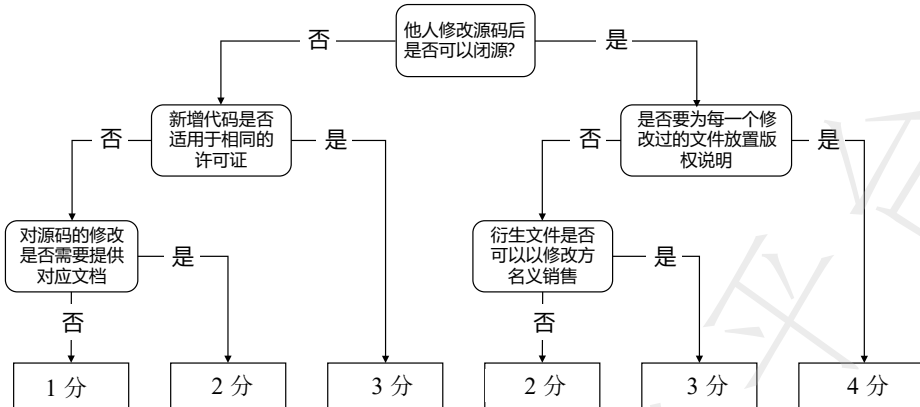 他人修改源码后
是否可以闭源?
否
是
新增代码是否
适用于相同的
许可证
是否要为每一个修
改过的文件放置版
权说明
否
是
否
是
对源码的修改
是否需要提供
对应文档
衍生文件是否
可以以修改方
名义销售
是
是
否
否
1 分
2 分
3 分
2 分
3 分
4 分